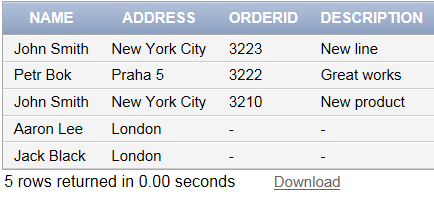 NAME ADDRESS ORDERID DESCRIPTION
John Smith New York City 3223 New line
Petr Bok Praha 5 3222 Great works
John Smith New York City 3210 New product
Aaron Lee London - -
Jack Black London - -
5 rows returned in 0.00 seconds Download